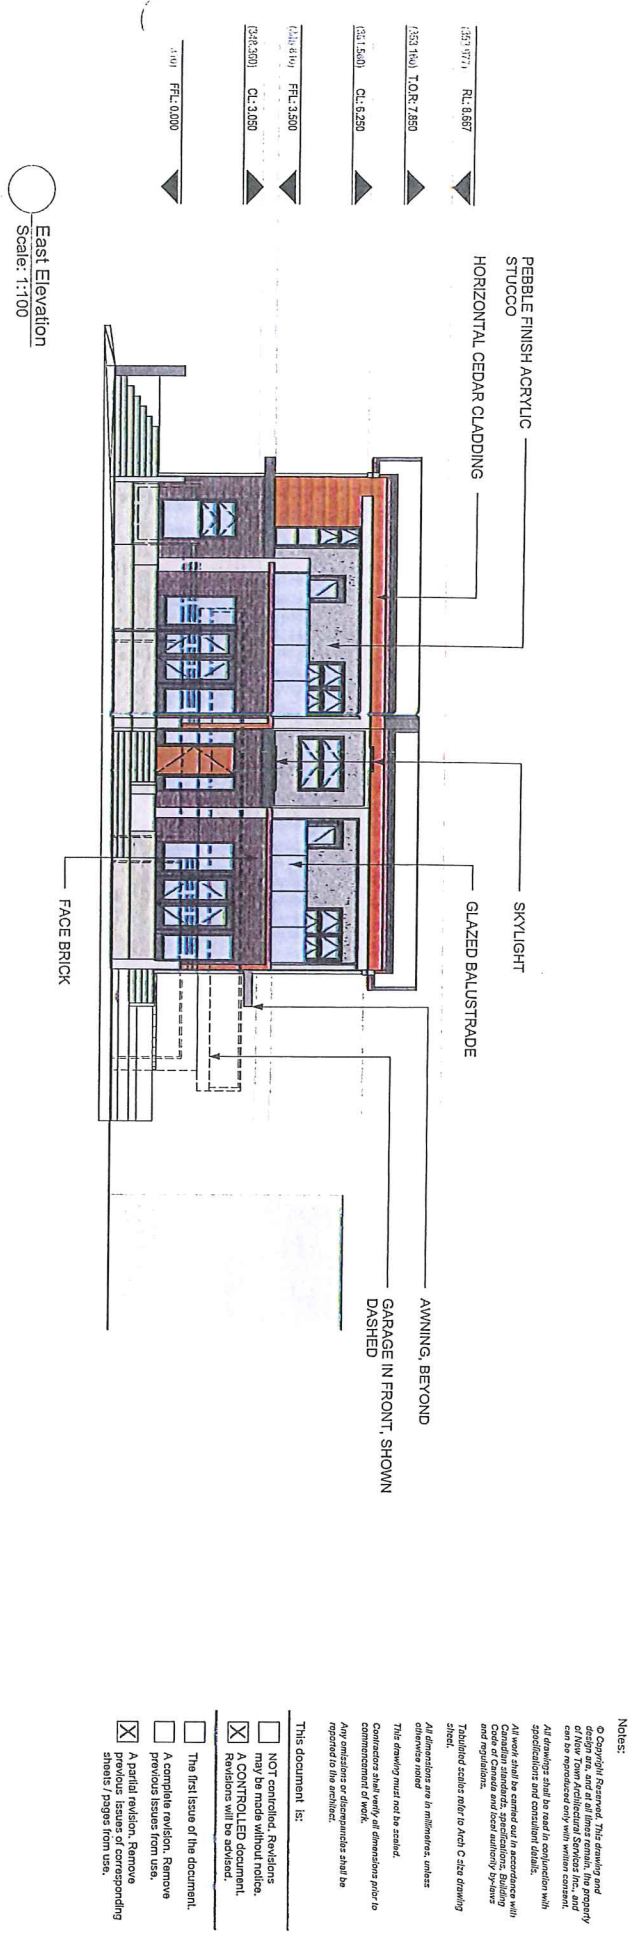 RL: 8.667
T.O.R: 7.850
(351.560) CL: 6.250
FFL: 3.500
(348.360) CL: 3.050
FFL: 0.000
PEBBLE FINISH ACRYLIC
STUCCO
HORIZONTAL CEDAR CLADDING
SKYLIGHT
GLAZED BALUSTRADE
FACE BRICK
AWNING, BEYOND
GARAGE IN FRONT, SHOWN
DASHED
East Elevation
Scale: 1:100
Notes:
© Copyright Reserved. This drawing and
design are, and at all times remain, the property
of New Town Architectural Services Inc., and
can be reproduced only with written consent.
All drawings shall be read in conjunction with
specifications and consultant details.
All work shall be carried out in accordance with
Canadian standards, specifications, Building
Code of Canada and local authority by-laws
and regulations.
Tabulated scales refer to Arch C size drawing
sheet.
All dimensions are in millimetres, unless
otherwise noted
This drawing must not be scaled.
Contractors shall verify all dimensions prior to
commencement of work.
Any omissions or discrepancies shall be
reported to the architect.
This document is:
NOT controlled. Revisions
may be made without notice.
X A CONTROLLED document.
Revisions will be advised.
The first issue of the document.
A complete revision. Remove
previous issues from use.
X A partial revision. Remove
previous issues of corresponding
sheets / pages from use.